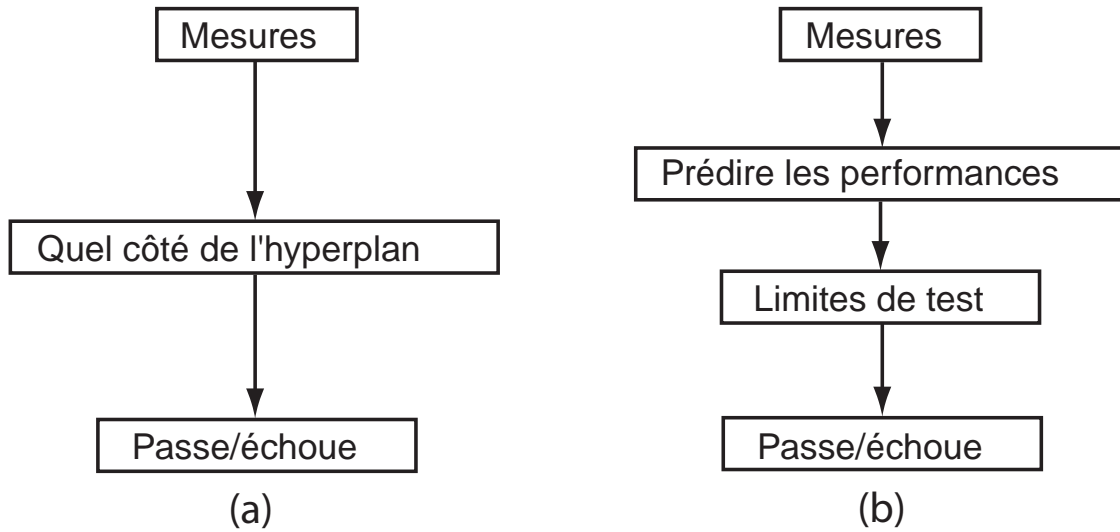 Mesures
Quel côté de l'hyperplan
Passe/échoue
(a)
Mesures
Prédire les performances
Limites de test
Passe/échoue
(b)